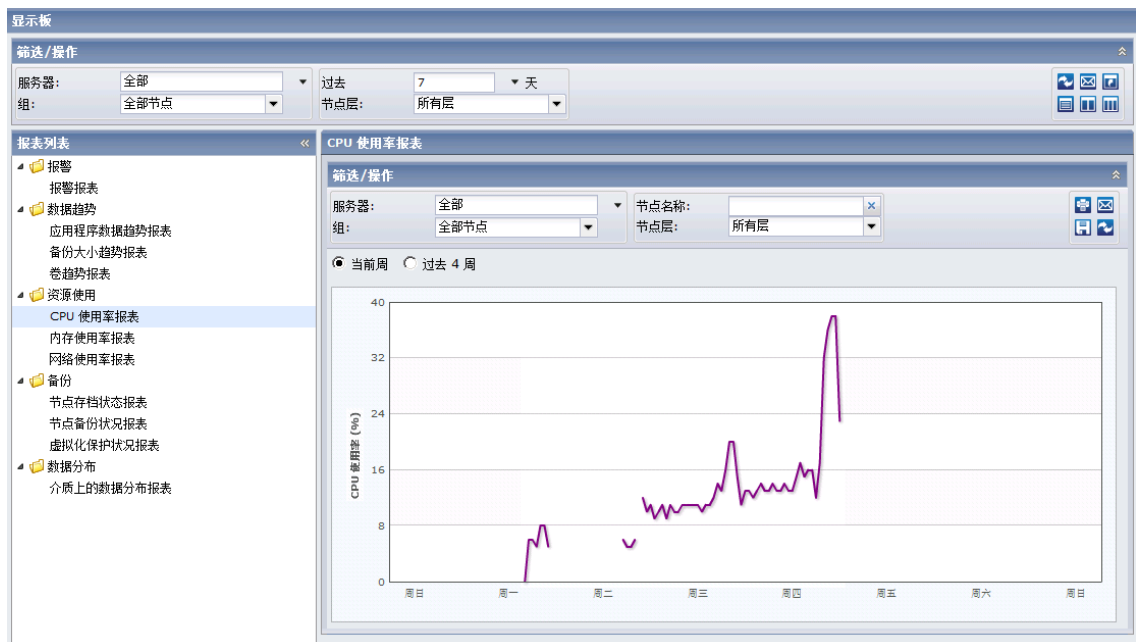 显示板
筛选/操作
服务器: 全部 过去 7 天
组: 全部节点 节点层: 所有层
报表列表
报警
报警报表
数据趋势
应用程序数据趋势报表
备份大小趋势报表
卷趋势报表
资源使用
CPU 使用率报表
内存使用率报表
网络使用率报表
备份
节点存档状态报表
节点备份状况报表
虚拟化保护状况报表
数据分布
介质上的数据分布报表
CPU 使用率报表
筛选/操作
服务器: 全部 节点名称:
组: 全部节点 节点层: 所有层
当前周 过去 4 周
CPU 使用率 (%)
40
32
24
16
8
0
周日 周一 周二 周三 周四 周五 周六 周日